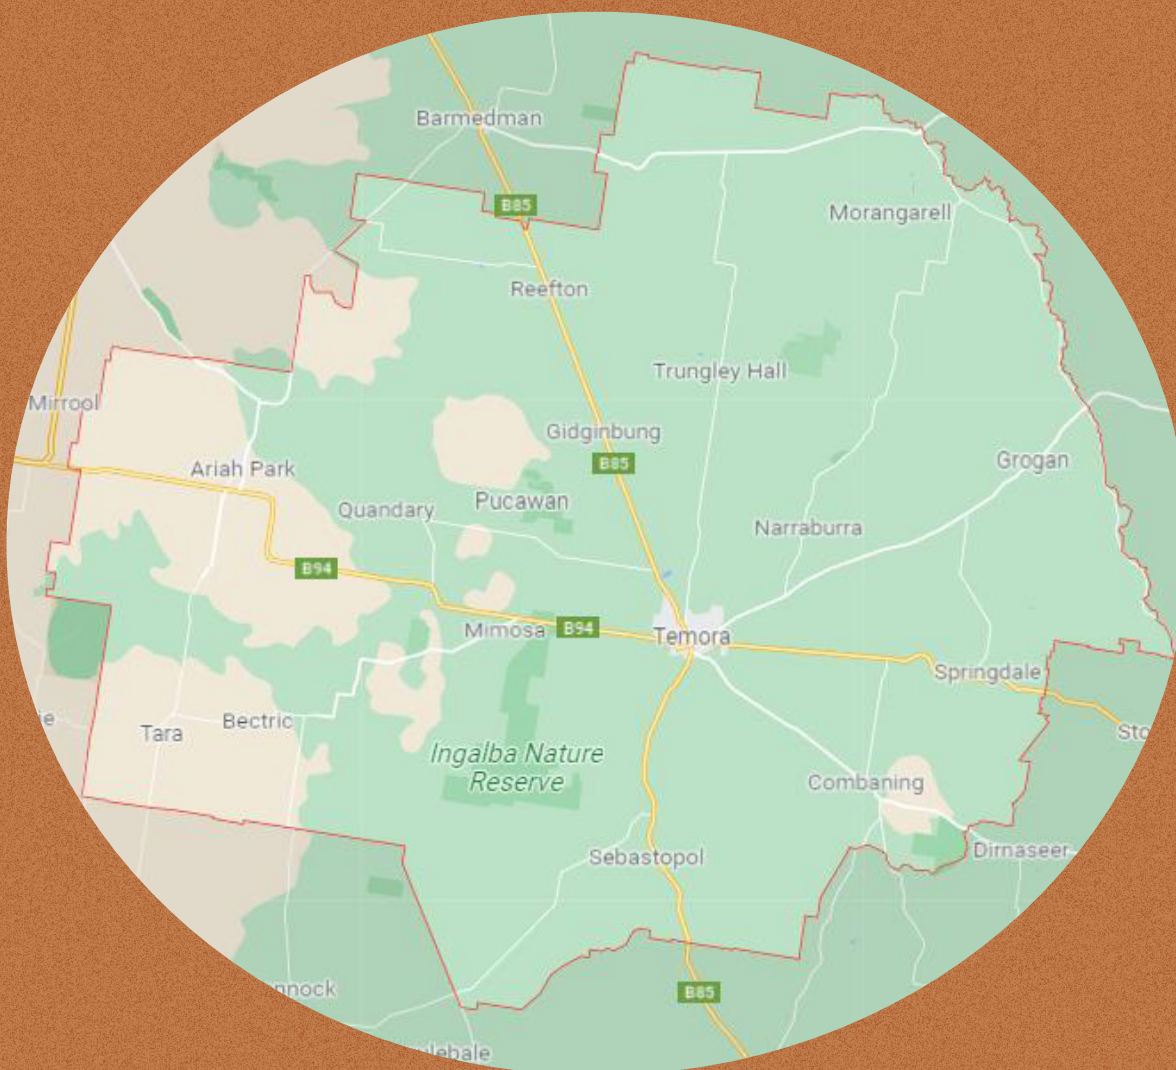 Barmedman
B85
Morangarell
Reefton
Trungley Hall
Mirrool
Gidginbung
Ariah Park
B85
Grogan
Pucawan
Quandary
Narraburra
B94
Mimosa
B94
Temora
Springdale
Bectric
Tara
Ingalba Nature
Reserve
Combaning
Dirnaseer
Sebastopol
B85